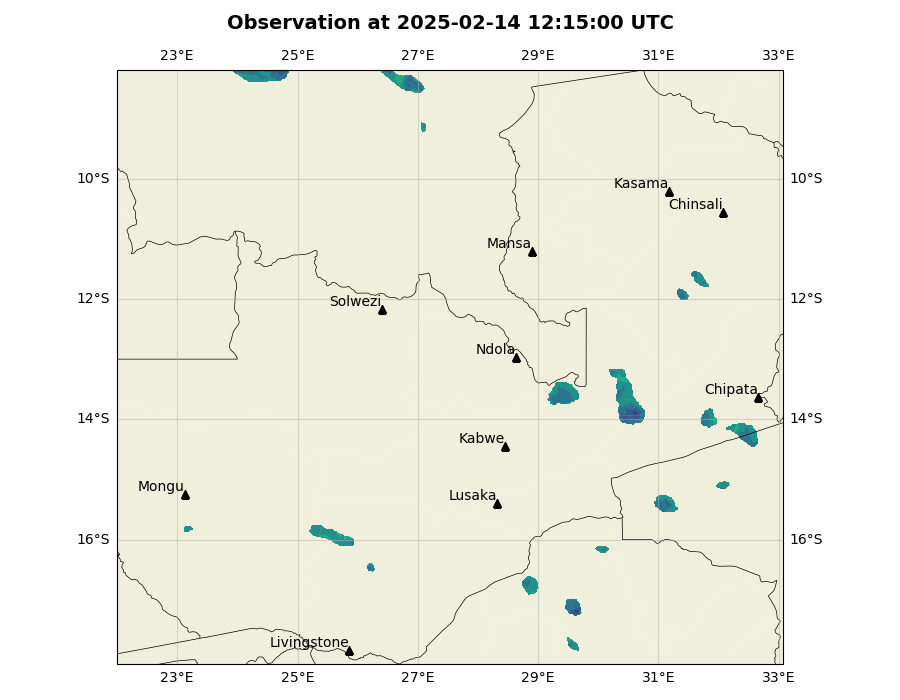 Observation at 2025-02-14 12:15:00 UTC
23°E 25°E 27°E 29°E 31°E 33°E
10°S 10°S
Kasama
Chinsali
Mansa
12°S 12°S
Solwezi
Ndola
Chipata
14°S 14°S
Kabwe
Mongu
Lusaka
16°S 16°S
Livingstone
23°E 25°E 27°E 29°E 31°E 33°E